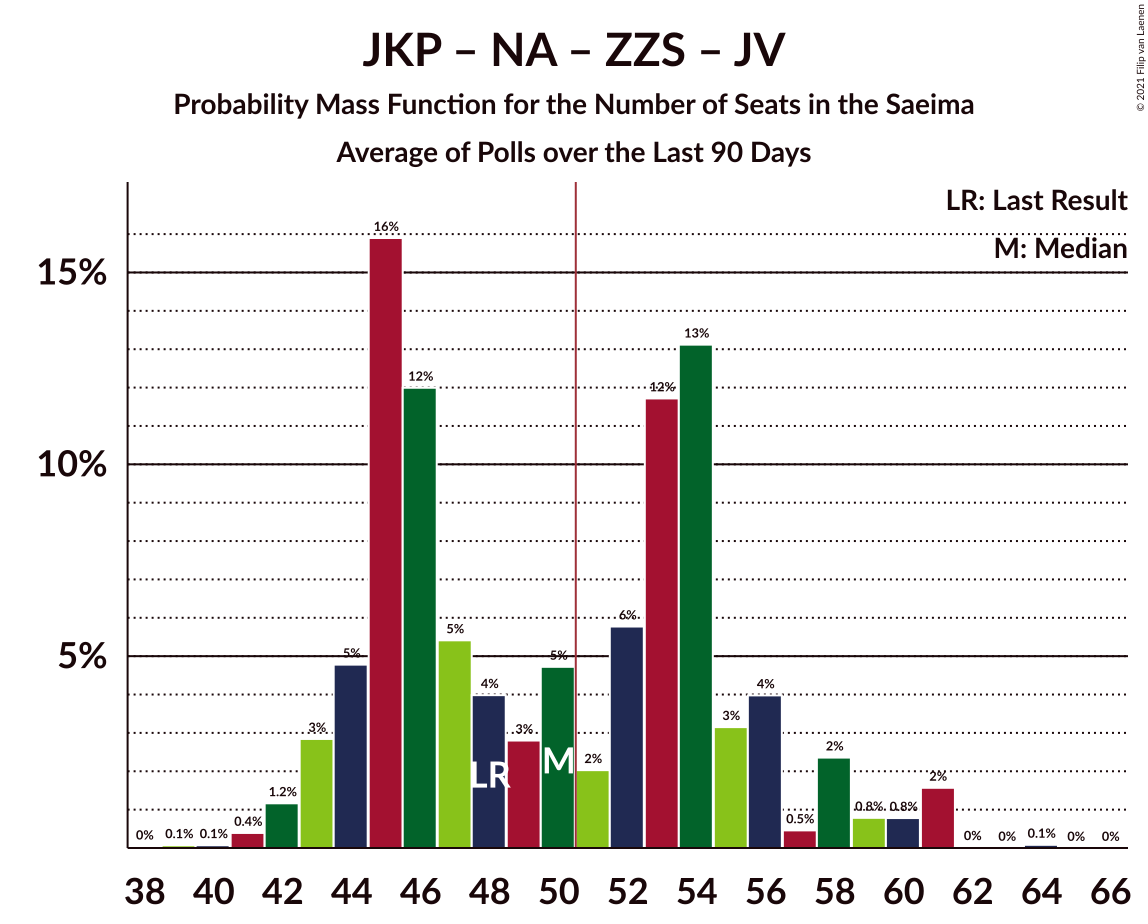 JKP – NA – ZZS – JV
Probability Mass Function for the Number of Seats in the Saeima
Average of Polls over the Last 90 Days
© 2021 Filip van Laenen
LR: Last Result
M: Median
15%
10%
5%
0% 0.1% 0.1% 0.4% 1.2% 3% 5% 16% 12% 5% 4% 3% 5% 2% 6% 12% 13% 3% 4% 0.5% 2% 0.8% 0.8% 2% 0% 0% 0.1% 0% 0%
LR M
38 40 42 44 46 48 50 52 54 56 58 60 62 64 66